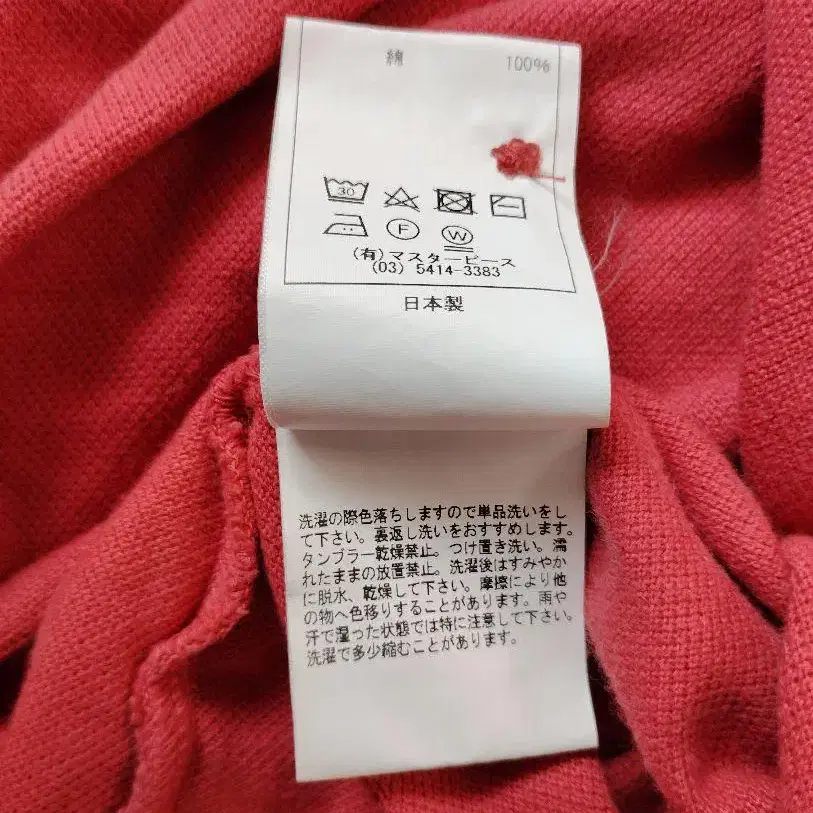 綿 100%
30
F W
(有)マスターピース
(03) 5414-3383
日本製
洗濯の際色落ちしますので単品洗いをし
て下さい。裏返し洗いをおすすめします。
タンブラー乾燥禁止。つけ置き洗い。濡
れたままの放置禁止。洗濯後はすみやか
に脱水、乾燥して下さい。摩擦により他
の物へ色移りすることがあります。雨や
汗で湿った状態では特に注意して下さい。
洗濯で多少縮むことがあります。